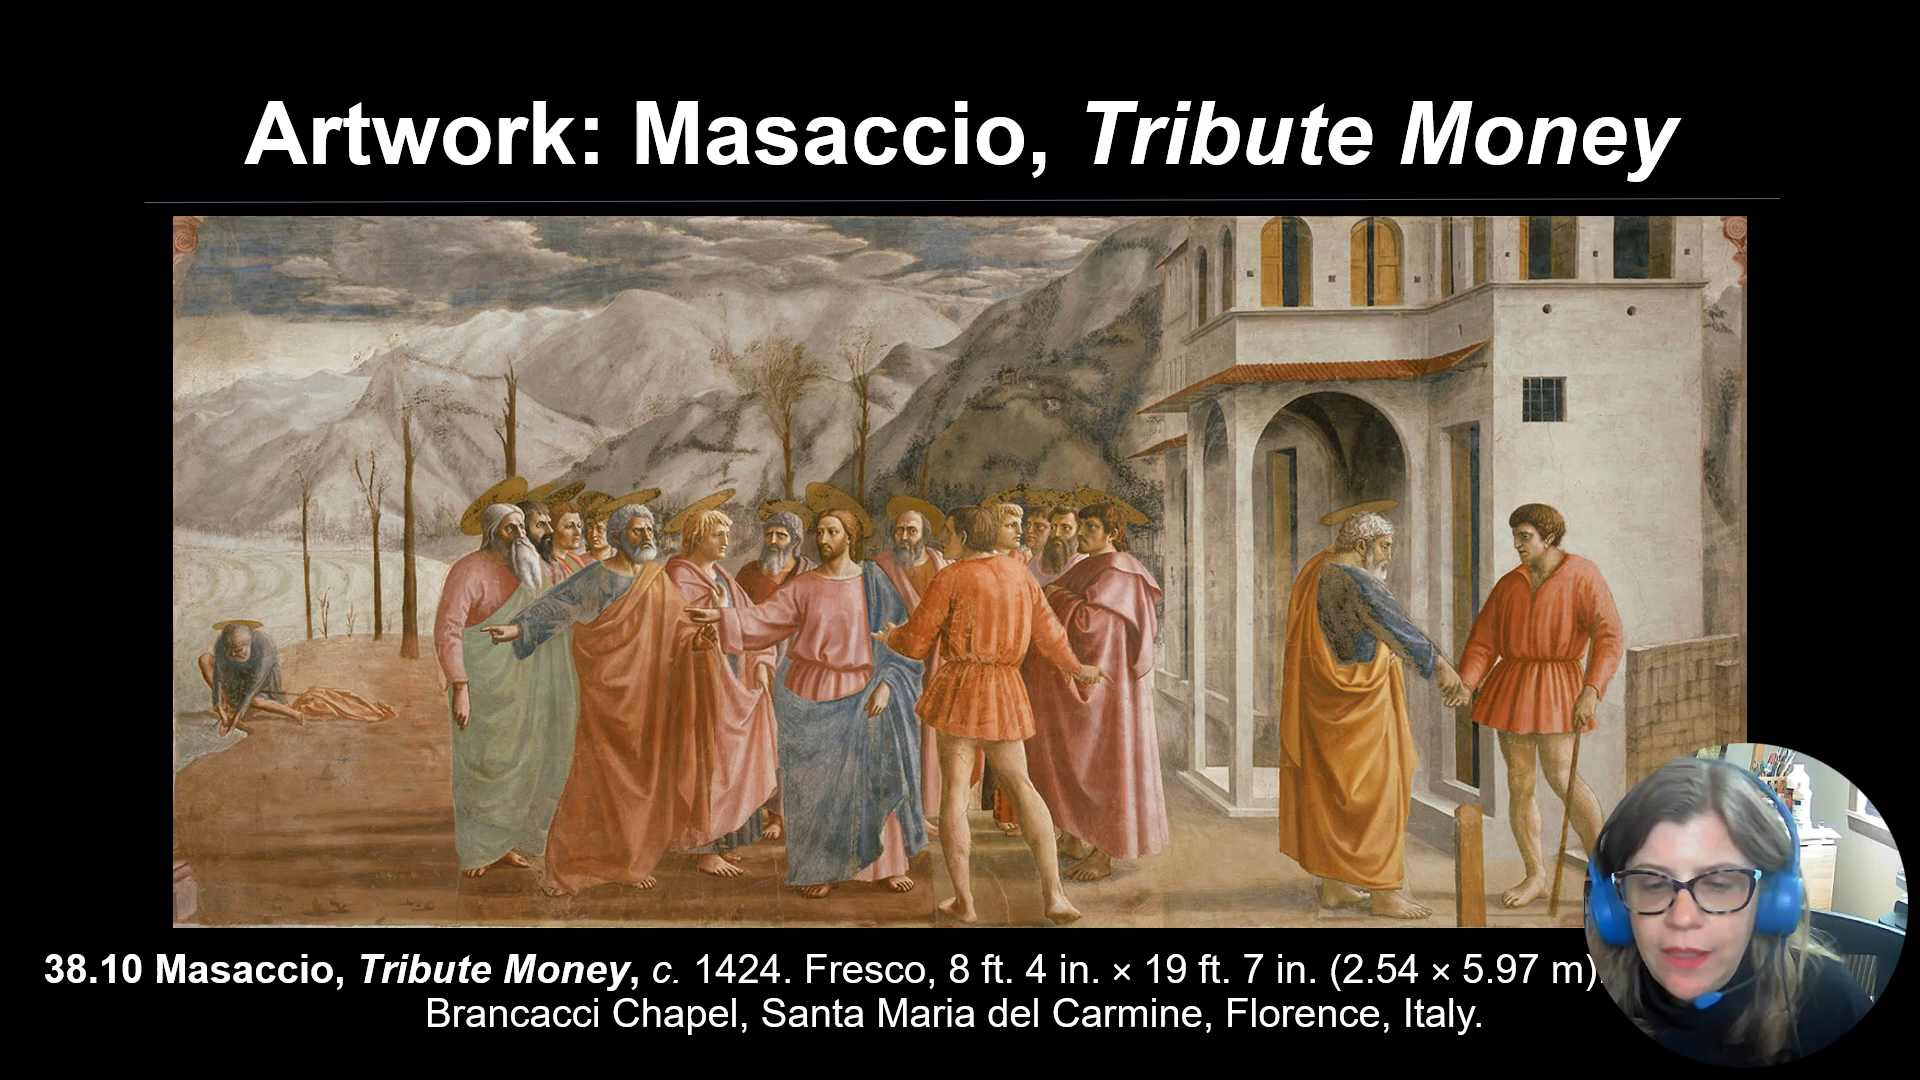 Artwork: Masaccio, Tribute Money
38.10 Masaccio, Tribute Money, c. 1424. Fresco, 8 ft. 4 in. × 19 ft. 7 in. (2.54 × 5.97 m).
Brancacci Chapel, Santa Maria del Carmine, Florence, Italy.